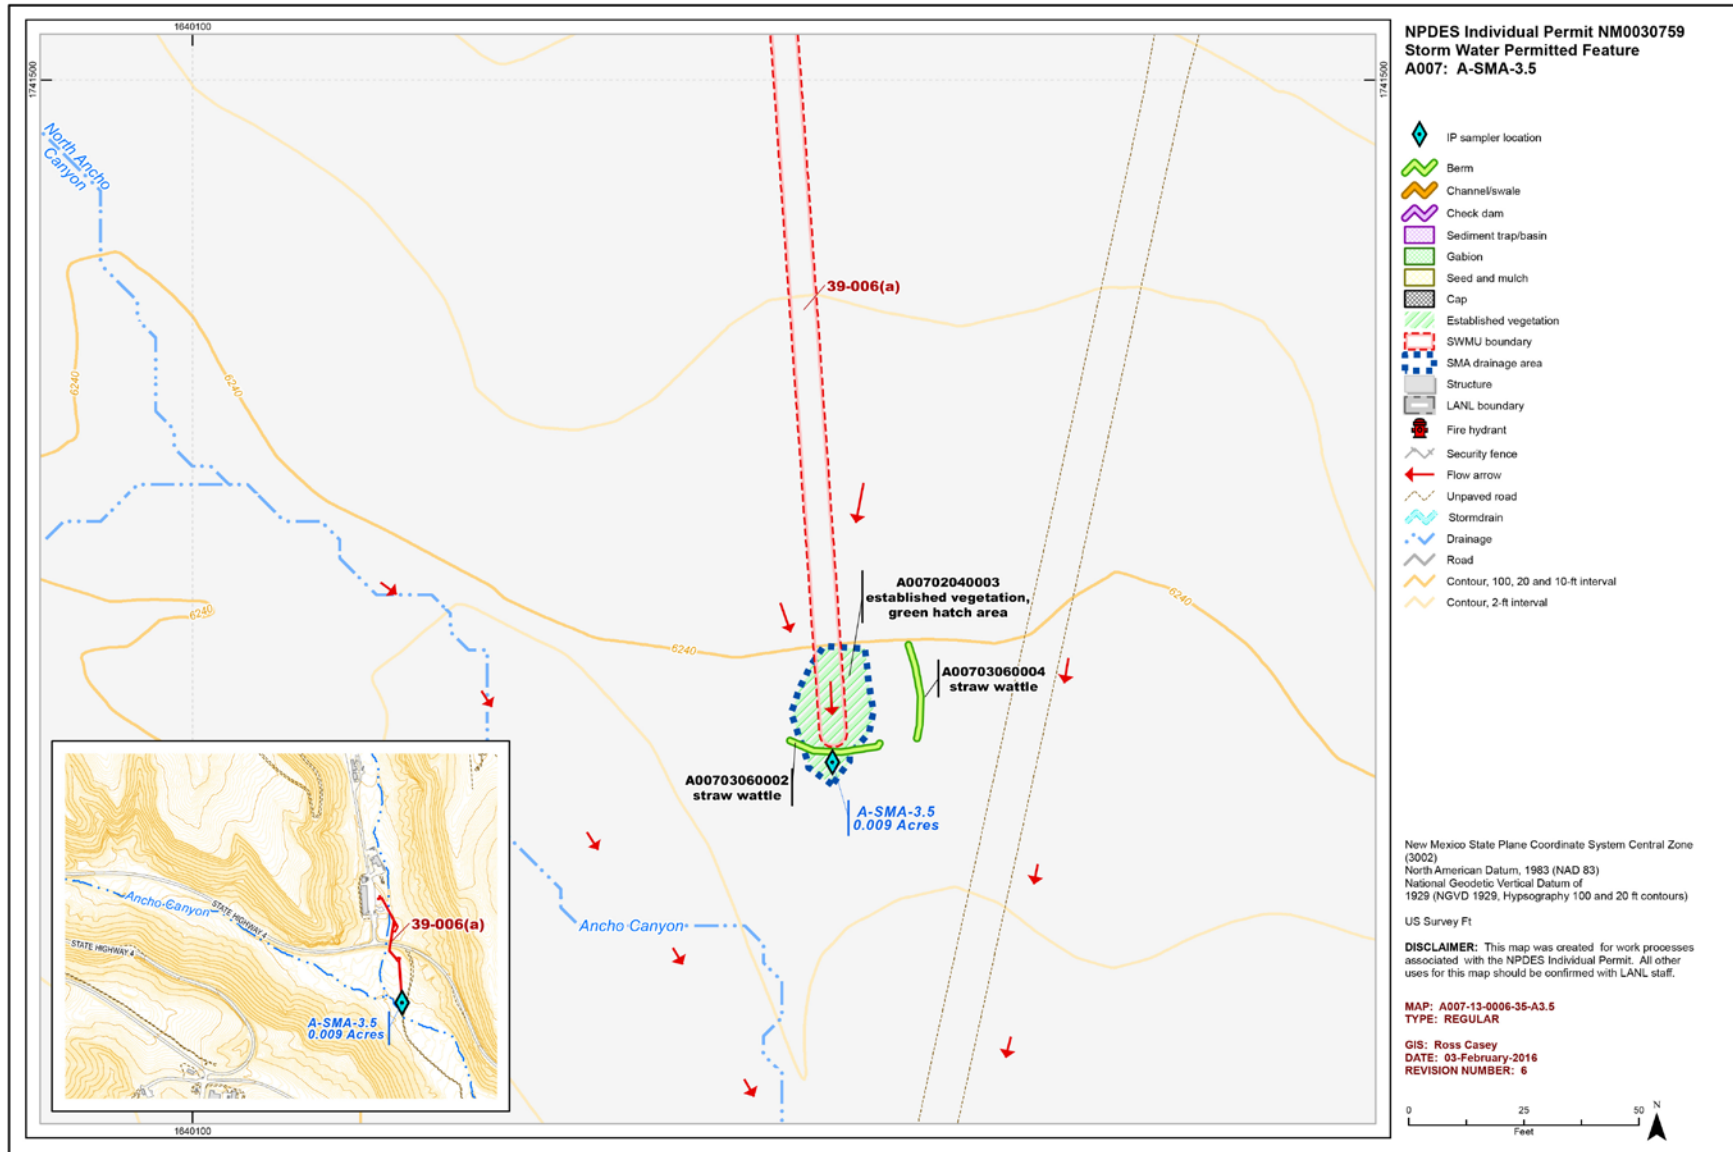 NPDES Individual Permit NM0030759
Storm Water Permitted Feature
A007: A-SMA-3.5
IP sampler location
Berm
Channel/swale
Check dam
Sediment trap/basin
Gabion
Seed and mulch
Cap
Established vegetation
SWMU boundary
SMA drainage area
Structure
LANL boundary
Fire hydrant
Security fence
Flow arrow
Unpaved road
Stormdrain
Drainage
Road
Contour, 100, 20 and 10-ft interval
Contour, 2-ft interval
New Mexico State Plane Coordinate System Central Zone
(3002)
North American Datum, 1983 (NAD 83)
National Geodetic Vertical Datum of
1929 (NGVD 1929, Hypsography 100 and 20 ft contours)
US Survey Ft
DISCLAIMER: This map was created for work processes
associated with the NPDES Individual Permit. All other
uses for this map should be confirmed with LANL staff.
MAP: A007-13-0006-35-A3.5
TYPE: REGULAR
GIS: Ross Casey
DATE: 03-February-2016
REVISION NUMBER: 6
0 25 50
Feet
N
1640100
1741500
1741500
North Ancho
Canyon
39-006(a)
6240
6240
6240
6240
6240
A00702040003
established vegetation,
green hatch area
A00703060004
straw wattle
A00703060002
straw wattle
A-SMA-3.5
0.009 Acres
Ancho Canyon
Ancho Canyon
STATE HIGHWAY 4
STATE HIGHWAY 4
39-006(a)
A-SMA-3.5
0.009 Acres
1640100